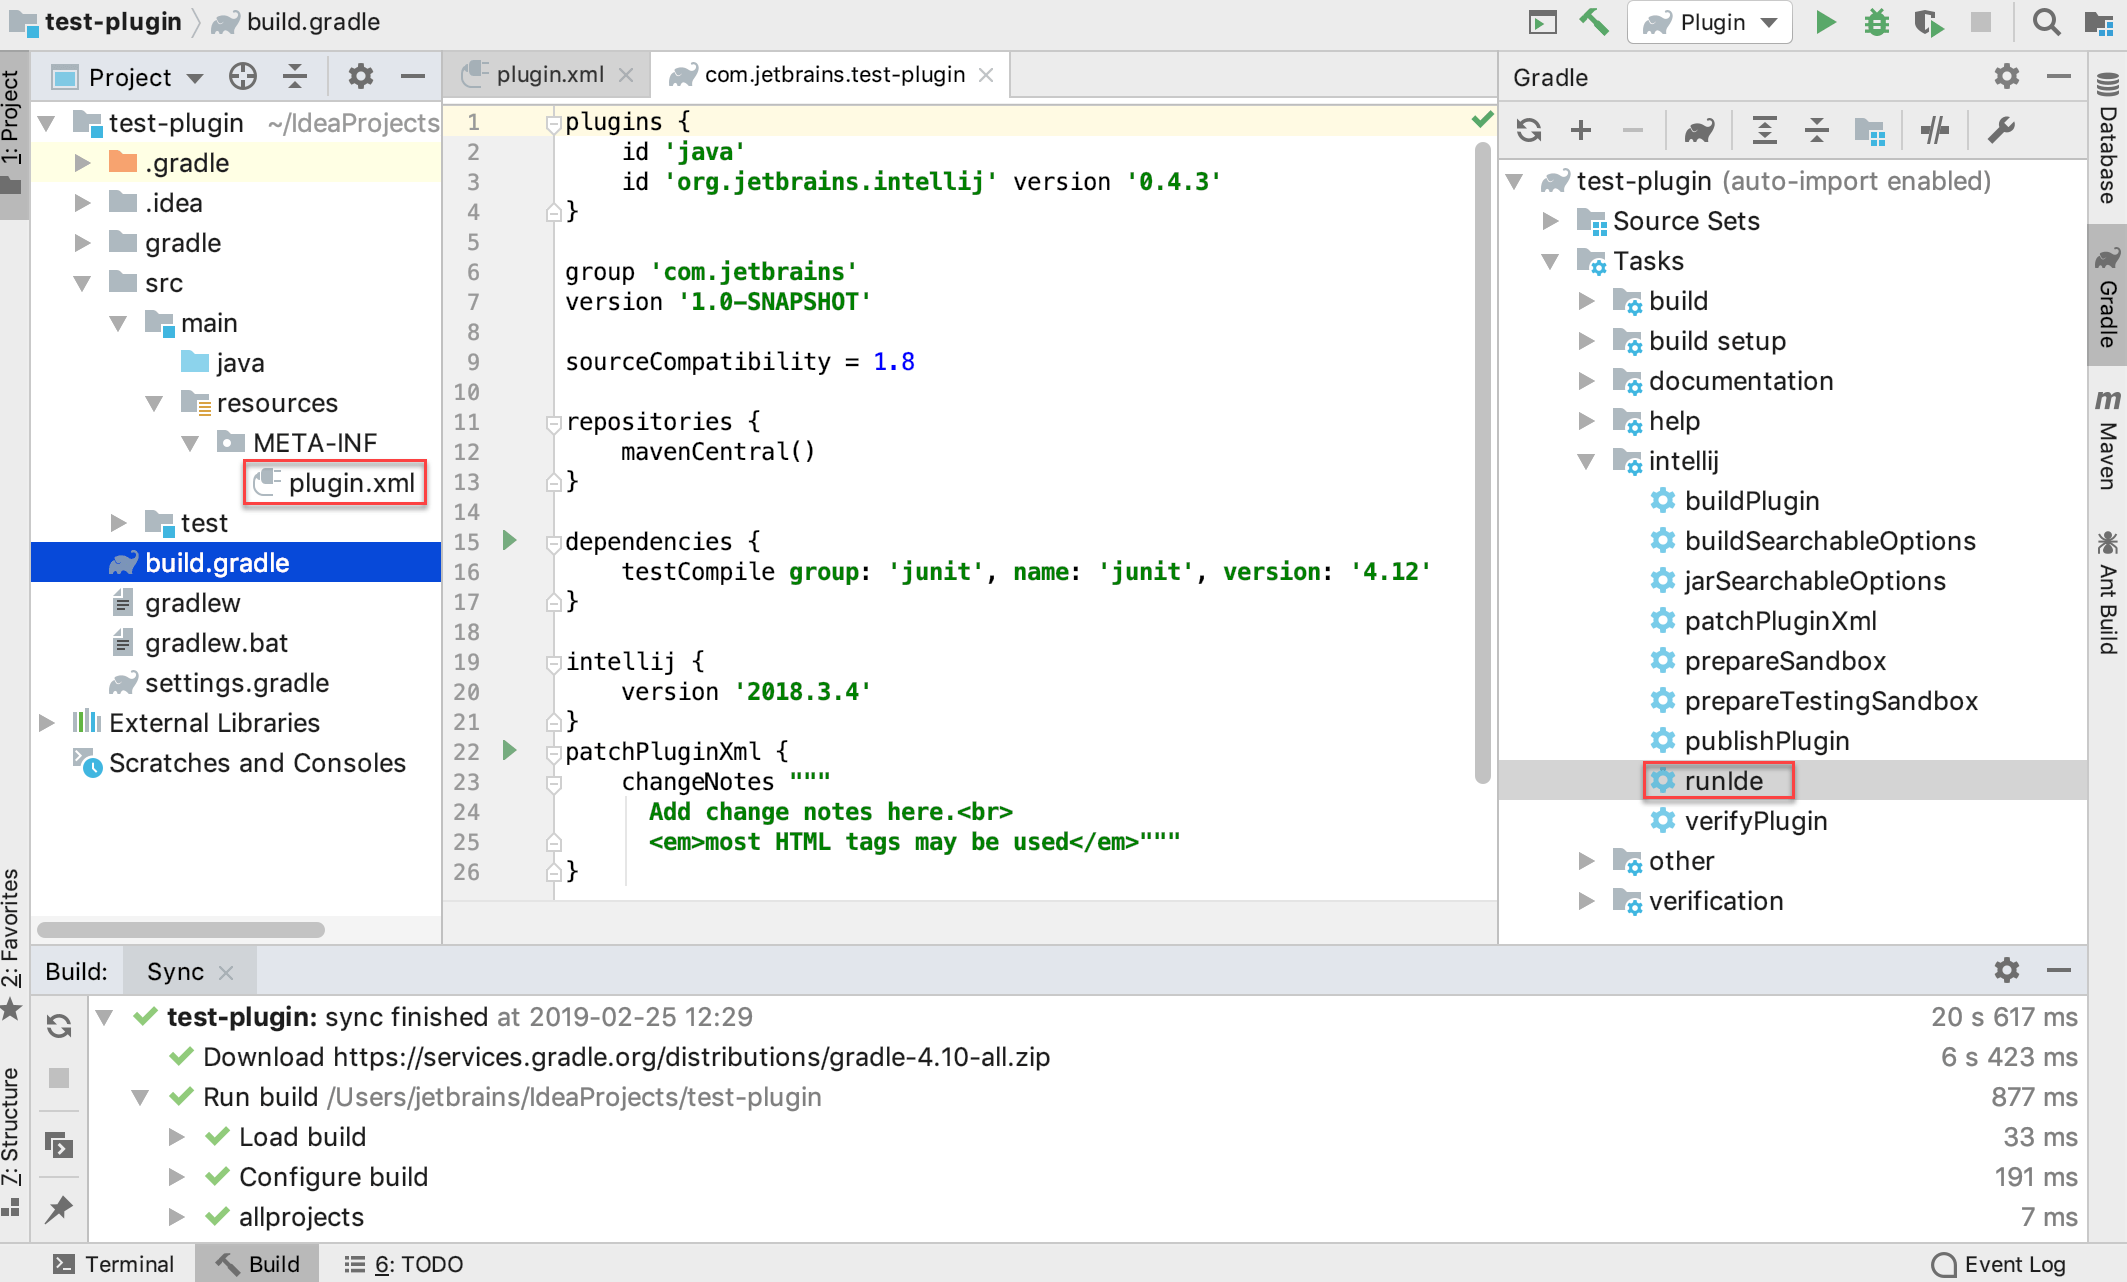 test-plugin build.gradle
Plugin
1: Project
2: Favorites
7: Structure
Project
test-plugin ~/IdeaProjects
.gradle
.idea
gradle
src
main
java
resources
META-INF
plugin.xml
test
build.gradle
gradlew
gradlew.bat
settings.gradle
External Libraries
Scratches and Consoles
plugin.xml
com.jetbrains.test-plugin
1 plugins {
2 id 'java'
3 id 'org.jetbrains.intellij' version '0.4.3'
4 }
5
6 group 'com.jetbrains'
7 version '1.0-SNAPSHOT'
8
9 sourceCompatibility = 1.8
10
11 repositories {
12 mavenCentral()
13 }
14
15 dependencies {
16 testCompile group: 'junit', name: 'junit', version: '4.12'
17 }
18
19 intellij {
20 version '2018.3.4'
21 }
22 patchPluginXml {
23 changeNotes """
24 Add change notes here.<br>
25 <em>most HTML tags may be used</em>"""
26 }
Gradle
test-plugin (auto-import enabled)
Source Sets
Tasks
build
build setup
documentation
help
intellij
buildPlugin
buildSearchableOptions
jarSearchableOptions
patchPluginXml
prepareSandbox
prepareTestingSandbox
publishPlugin
runIde
verifyPlugin
other
verification
Database
Gradle
m Maven
Ant Build
Build: Sync
test-plugin: sync finished at 2019-02-25 12:29 20 s 617 ms
Download https://services.gradle.org/distributions/gradle-4.10-all.zip 6 s 423 ms
Run build /Users/jetbrains/IdeaProjects/test-plugin 877 ms
Load build 33 ms
Configure build 191 ms
allprojects 7 ms
Terminal
Build
6: TODO
Event Log